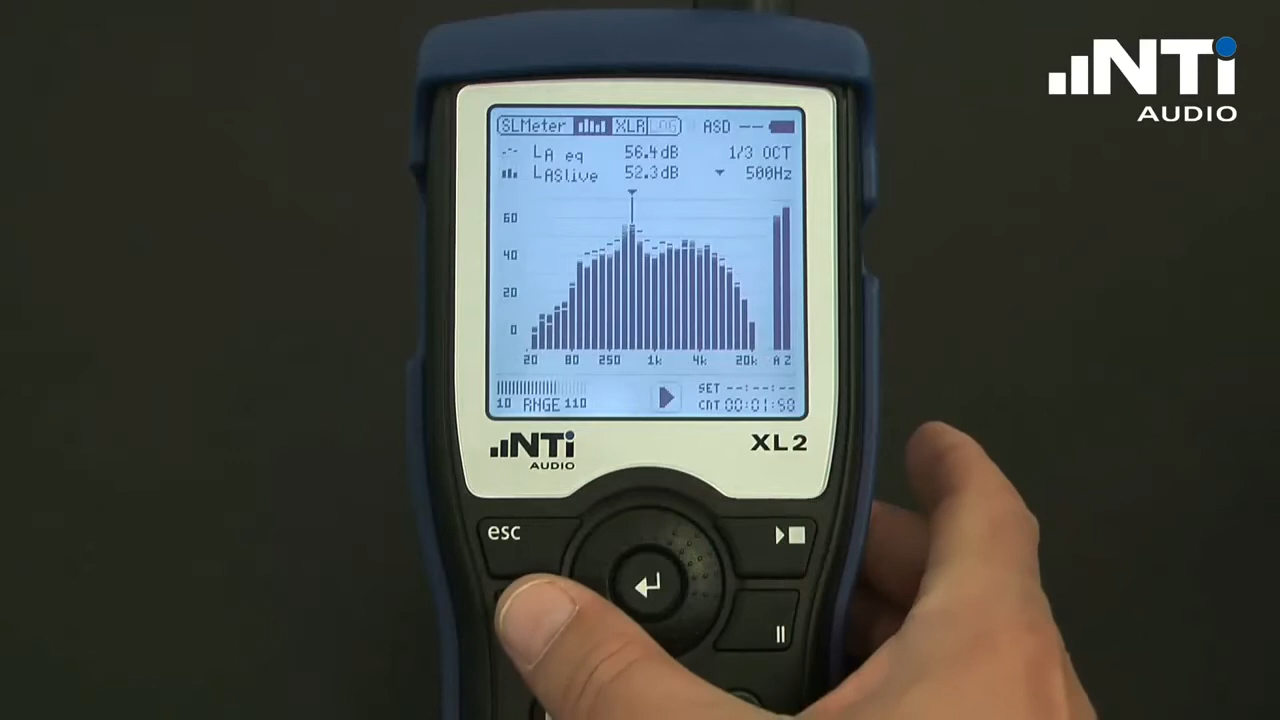 NTi
AUDIO
SLMeter XLR LOG ASD -- 
LA eq 56.4dB 1/3 OCT
LASlive 52.3dB 500Hz
60
40
20
0
20 80 250 1k 4k 20k A Z
SET --:--:--
10 RNGE 110 CNT 00:01:58
NTi XL2
AUDIO
esc